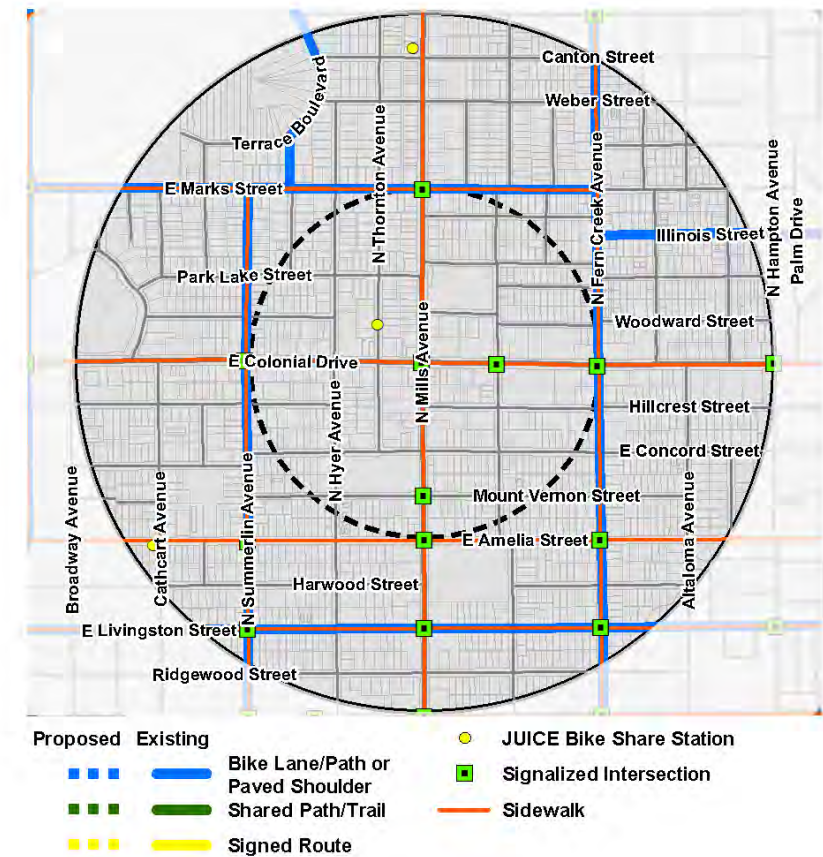 Canton Street
Terrace Boulevard
Weber Street
N Thornton Avenue
N Fern Creek Avenue
N Hampton Avenue
E Marks Street
Palm Drive
Illinois Street
Park Lake Street
N Mills Avenue
Woodward Street
E Colonial Drive
N Hyer Avenue
Hillcrest Street
E Concord Street
Broadway Avenue
Cathcart Avenue
N Summerlin Avenue
Mount Vernon Street
Altaloma Avenue
E Amelia Street
Harwood Street
E Livingston Street
Ridgewood Street
Proposed Existing
Bike Lane/Path or
Paved Shoulder
Shared Path/Trail
Signed Route
JUICE Bike Share Station
Signalized Intersection
Sidewalk